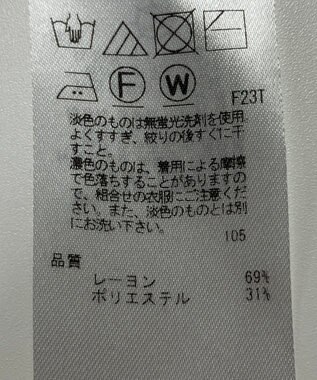 F W
F23T
淡色のものは無蛍光洗剤を使用
よくすすぎ、絞りの後すぐに干
すこと。
濃色のものは、着用による摩擦
で色落ちすることがありますの
で、組合せの衣服にご注意くだ
さい。また、淡色のものとは別
にお洗い下さい。
105
品質
レーヨン 69%
ポリエステル 31%